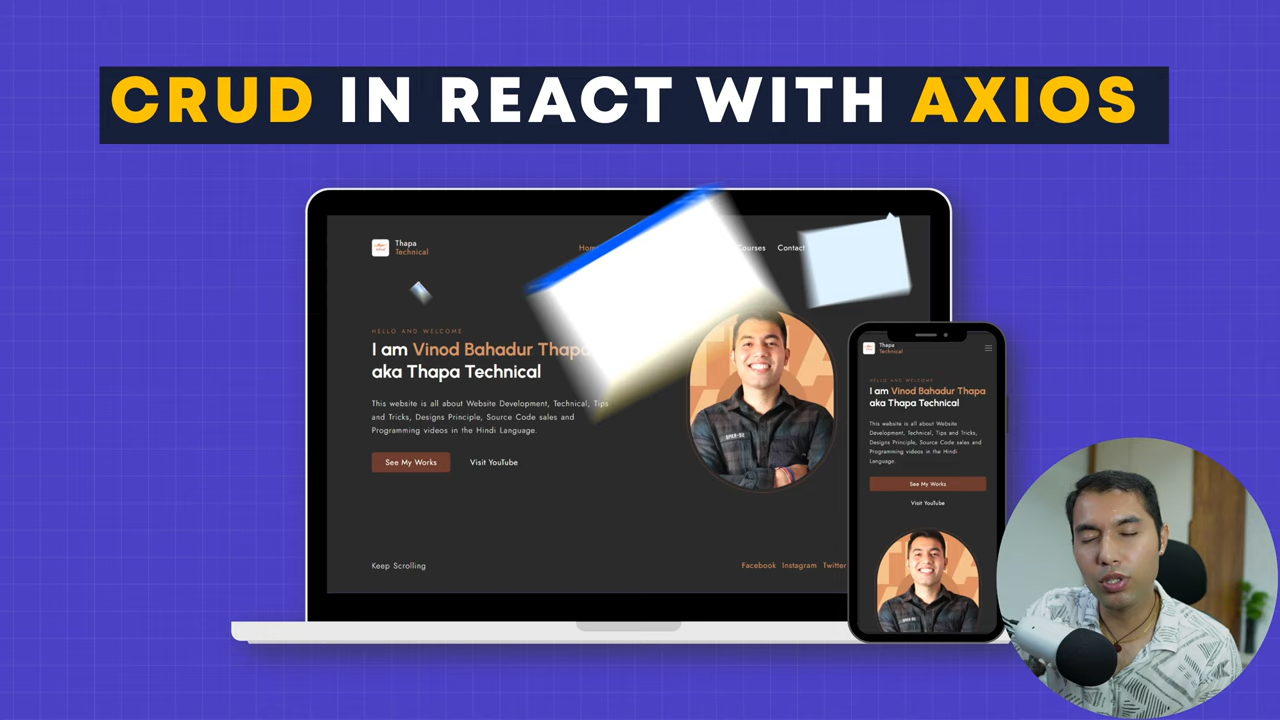 CRUD IN REACT WITH AXIOS
Thapa
Technical
Courses
Contact
HELLO AND WELCOME
I am Vinod Bahadur Thapa
aka Thapa Technical
This website is all about Website Development, Technical, Tips
and Tricks, Designs Principle, Source Code sales and
Programming videos in the Hindi Language.
See My Works
Visit YouTube
Keep Scrolling
Facebook Instagram Twitter
Thapa
Technical
HELLO AND WELCOME
I am Vinod Bahadur Thapa
aka Thapa Technical
This website is all about Website
Development, Technical, Tips and Tricks,
Designs Principle, Source Code sales and
Programming videos in the Hindi
Language.
See My Works
Visit YouTube